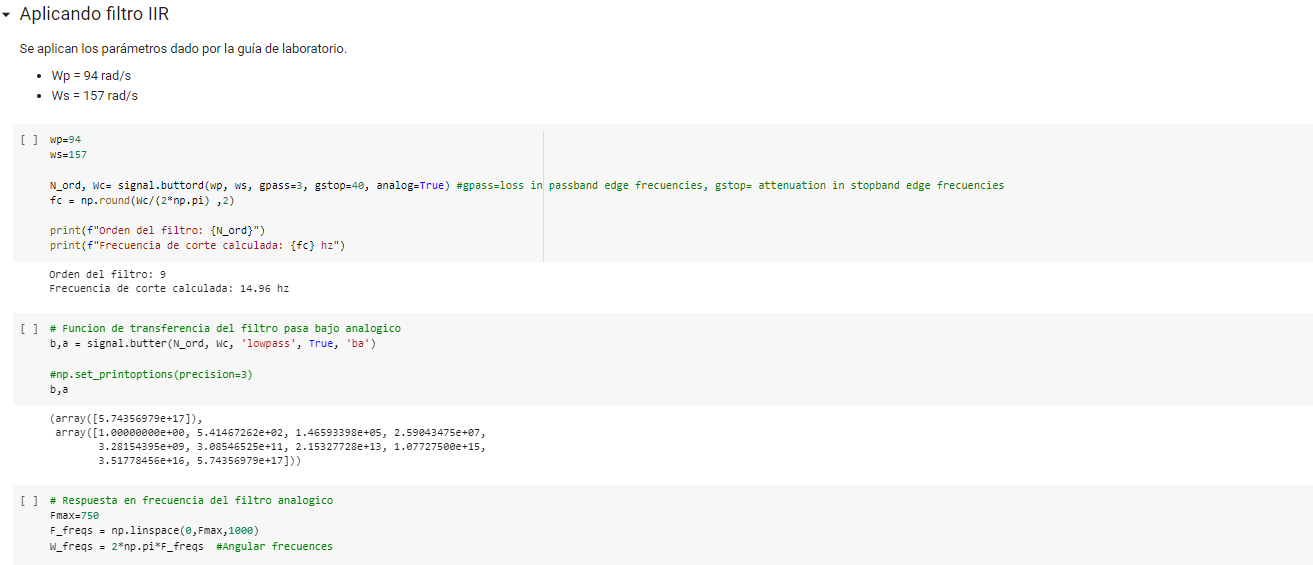 Aplicando filtro IIR
Se aplican los parámetros dado por la guía de laboratorio.
• Wp = 94 rad/s
• Ws = 157 rad/s
[ ] wp=94
ws=157
N_ord, Wc= signal.buttord(wp, ws, gpass=3, gstop=40, analog=True) #gpass=loss in passband edge frecuencies, gstop= attenuation in stopband edge frecuencies
fc = np.round(Wc/(2*np.pi) ,2)
print(f"Orden del filtro: {N_ord}")
print(f"Frecuencia de corte calculada: {fc} hz")
Orden del filtro: 9
Frecuencia de corte calculada: 14.96 hz
[ ] # Funcion de transferencia del filtro pasa bajo analogico
b,a = signal.butter(N_ord, Wc, 'lowpass', True, 'ba')
#np.set_printoptions(precision=3)
b,a
(array([5.74356979e+17]),
array([1.00000000e+00, 5.41467262e+02, 1.46593398e+05, 2.59043475e+07,
3.28154395e+09, 3.08546525e+11, 2.15327728e+13, 1.07727500e+15,
3.51778456e+16, 5.74356979e+17]))
[ ] # Respuesta en frecuencia del filtro analogico
Fmax=750
F_freqs = np.linspace(0,Fmax,1000)
W_freqs = 2*np.pi*F_freqs #Angular frecuences